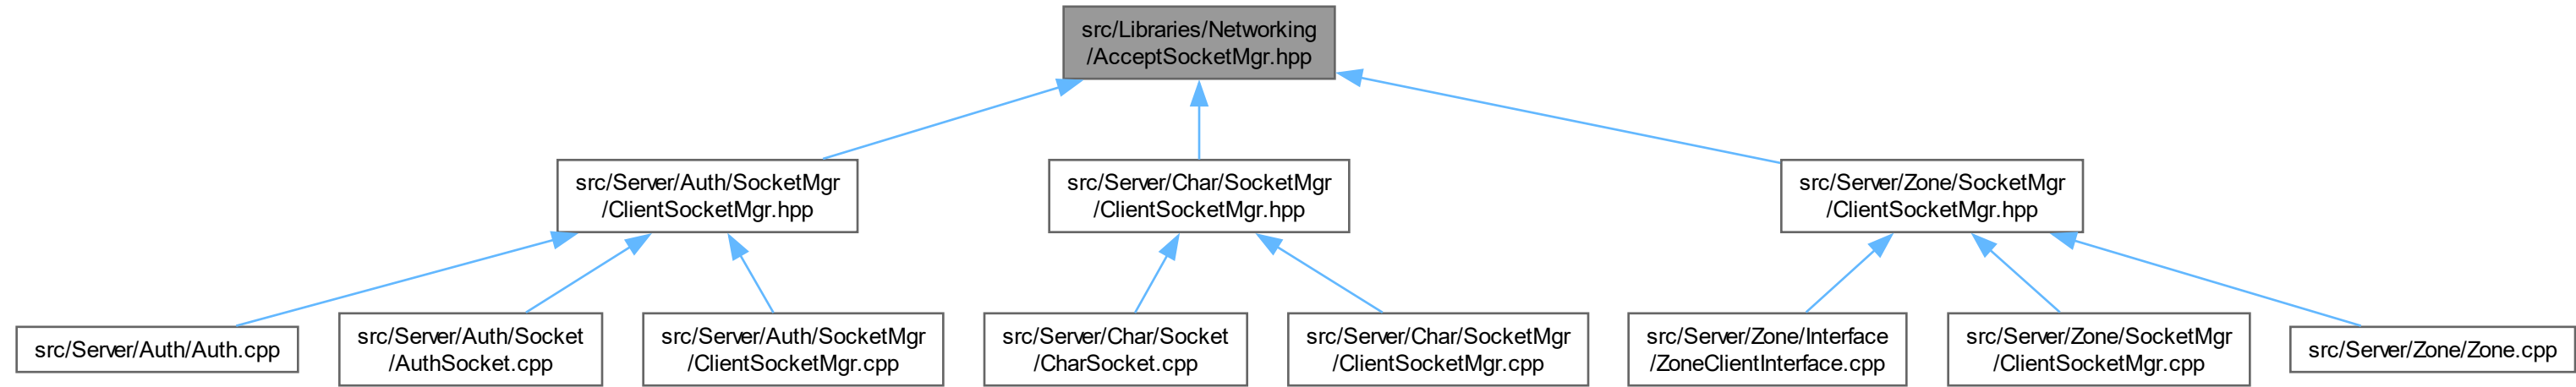 src/Libraries/Networking
/AcceptSocketMgr.hpp
src/Server/Auth/SocketMgr
/ClientSocketMgr.hpp
src/Server/Char/SocketMgr
/ClientSocketMgr.hpp
src/Server/Zone/SocketMgr
/ClientSocketMgr.hpp
src/Server/Auth/Auth.cpp
src/Server/Auth/Socket
/AuthSocket.cpp
src/Server/Auth/SocketMgr
/ClientSocketMgr.cpp
src/Server/Char/Socket
/CharSocket.cpp
src/Server/Char/SocketMgr
/ClientSocketMgr.cpp
src/Server/Zone/Interface
/ZoneClientInterface.cpp
src/Server/Zone/SocketMgr
/ClientSocketMgr.cpp
src/Server/Zone/Zone.cpp